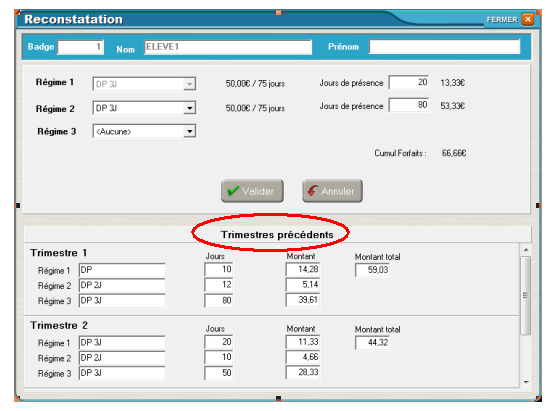 Reconstatation FERMER
Badge 1 Nom ELEVE1 Prénom
Régime 1 DP 3J 50,00€ / 75 jours Jours de présence 20 13,33€
Régime 2 DP 3J 50,00€ / 75 jours Jours de présence 80 53,33€
Régime 3 <Aucune>
Cumul Forfaits : 66,66€
Valider Annuler
Trimestres précédents
Trimestre 1 Jours Montant Montant total
Régime 1 DP 10 14,28 59,03
Régime 2 DP 2J 12 5,14
Régime 3 DP 3J 80 39,61
Trimestre 2 Jours Montant Montant total
Régime 1 DP 3J 20 11,33 44,32
Régime 2 DP 2J 10 4,66
Régime 3 DP 3J 50 28,33